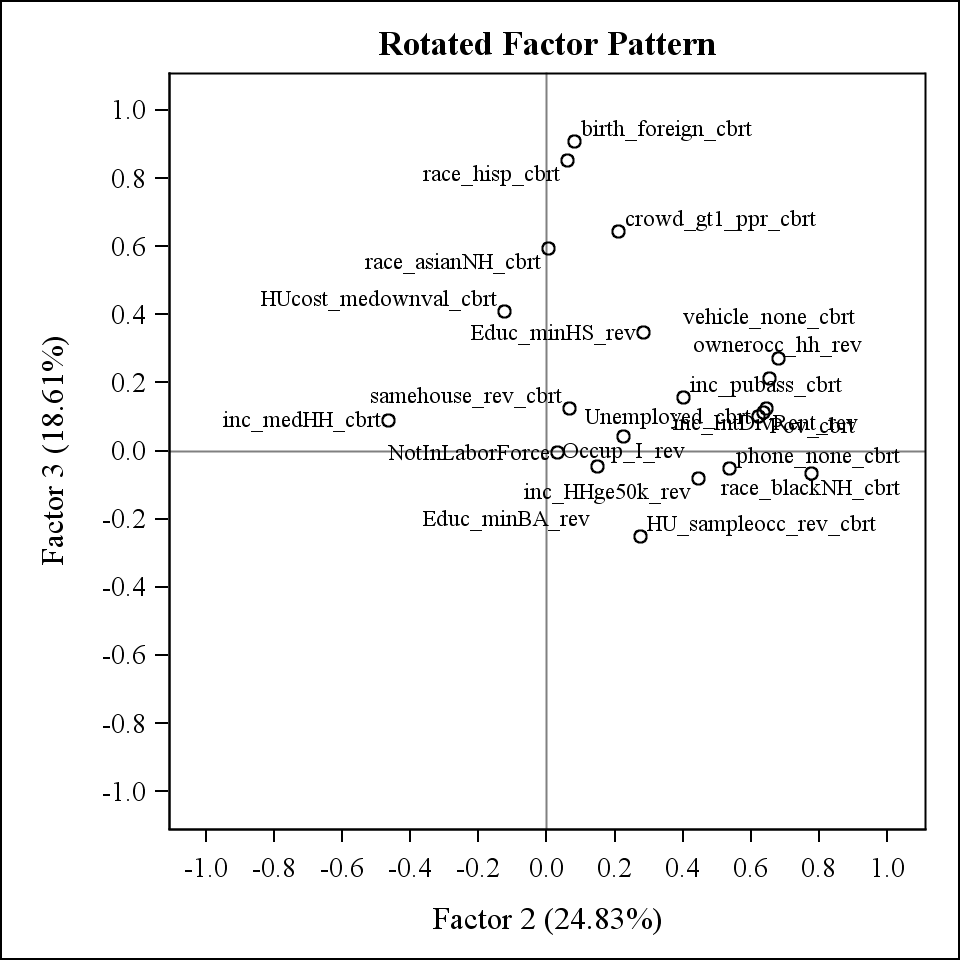 Rotated Factor Pattern
1.0
birth_foreign_cbrt
race_hisp_cbrt
0.8
crowd_gt1_ppr_cbrt
0.6
race_asianNH_cbrt
HUcost_medownval_cbrt
0.4
vehicle_none_cbrt
Educ_minHS_rev
ownerocc_hh_rev
0.2
inc_pubass_cbrt
samehouse_rev_cbrt
Unemployed_cbrt
inc_medHH_cbrt
inc_IntDivRent_rev
Pov_cbrt
0.0
NotInLaborForce
Occup_I_rev
phone_none_cbrt
race_blackNH_cbrt
inc_HHge50k_rev
-0.2
Educ_minBA_rev
HU_sampleocc_rev_cbrt
-0.4
-0.6
-0.8
-1.0
Factor 3 (18.61%)
-1.0 -0.8 -0.6 -0.4 -0.2 0.0 0.2 0.4 0.6 0.8 1.0
Factor 2 (24.83%)